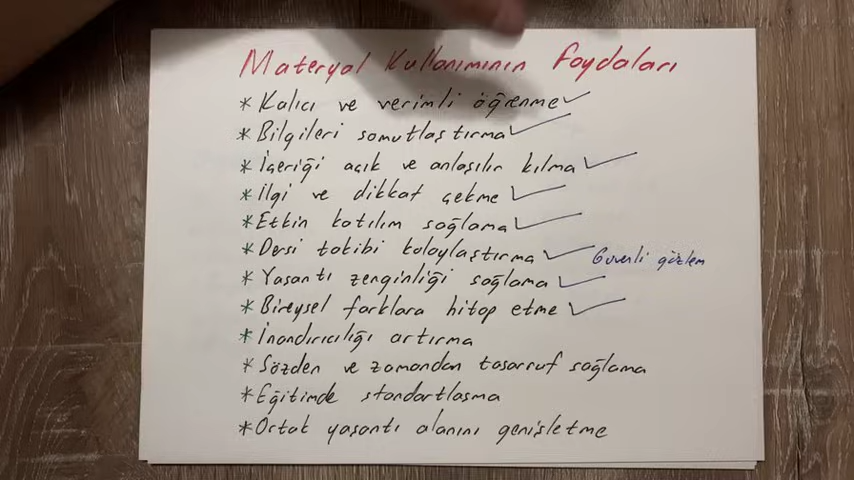 Materyal Kullanımının Faydaları
* Kalıcı ve verimli öğrenme ✓
* Bilgileri somutlaştırma ✓
* İçeriği açık ve anlaşılır kılma ✓
* İlgi ve dikkat çekme ✓
* Etkin katılım sağlama ✓
* Dersi takibi kolaylaştırma ✓ Güvenli gözlem
* Yaşantı zenginliği sağlama ✓
* Bireysel farklara hitap etme ✓
* İnandırıcılığı artırma
* Sözden ve zamandan tasarruf sağlama
* Eğitimde standartlaşma
* Ortak yaşantı alanını genişletme